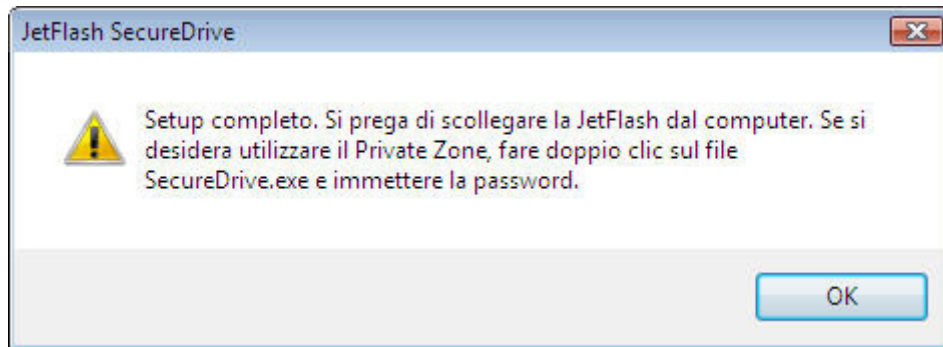 JetFlash SecureDrive
Setup completo. Si prega di scollegare la JetFlash dal computer. Se si
desidera utilizzare il Private Zone, fare doppio clic sul file
SecureDrive.exe e immettere la password.
OK